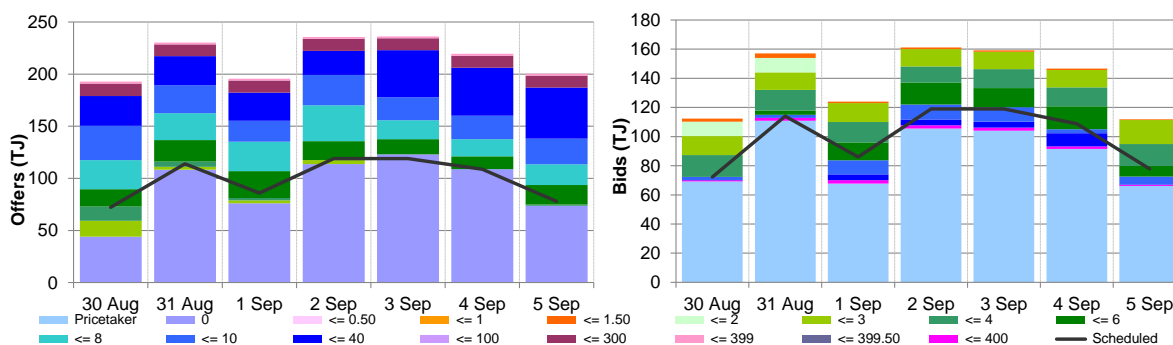 250
200
150
100
50
0
Offers (TJ)
30 Aug 31 Aug 1 Sep 2 Sep 3 Sep 4 Sep 5 Sep
180
160
140
120
100
80
60
40
20
0
Bids (TJ)
30 Aug 31 Aug 1 Sep 2 Sep 3 Sep 4 Sep 5 Sep
Pricetaker 0 <= 0.50 <= 1 <= 1.50 <= 2 <= 3 <= 4 <= 6
<= 8 <= 10 <= 40 <= 100 <= 300 <= 399 <= 399.50 <= 400 Scheduled